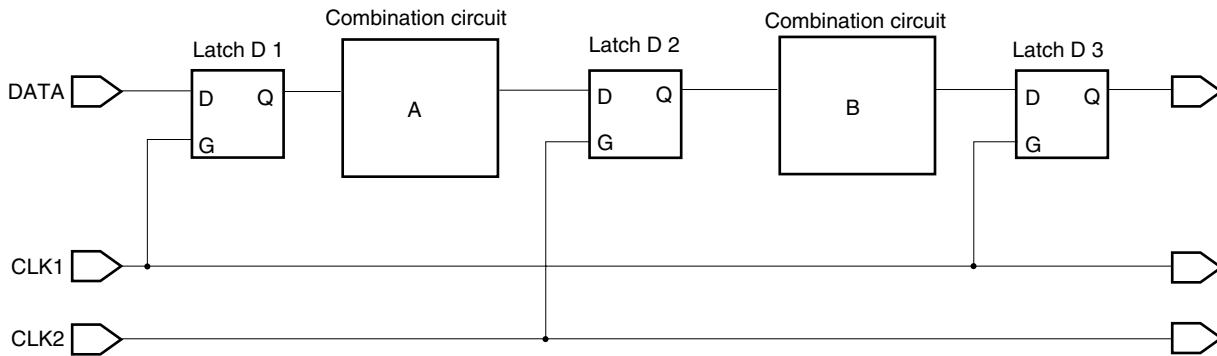 Combination circuit
Combination circuit
Latch D 1
Latch D 2
Latch D 3
DATA
D
Q
A
D
Q
B
D
Q
G
G
G
CLK1
CLK2